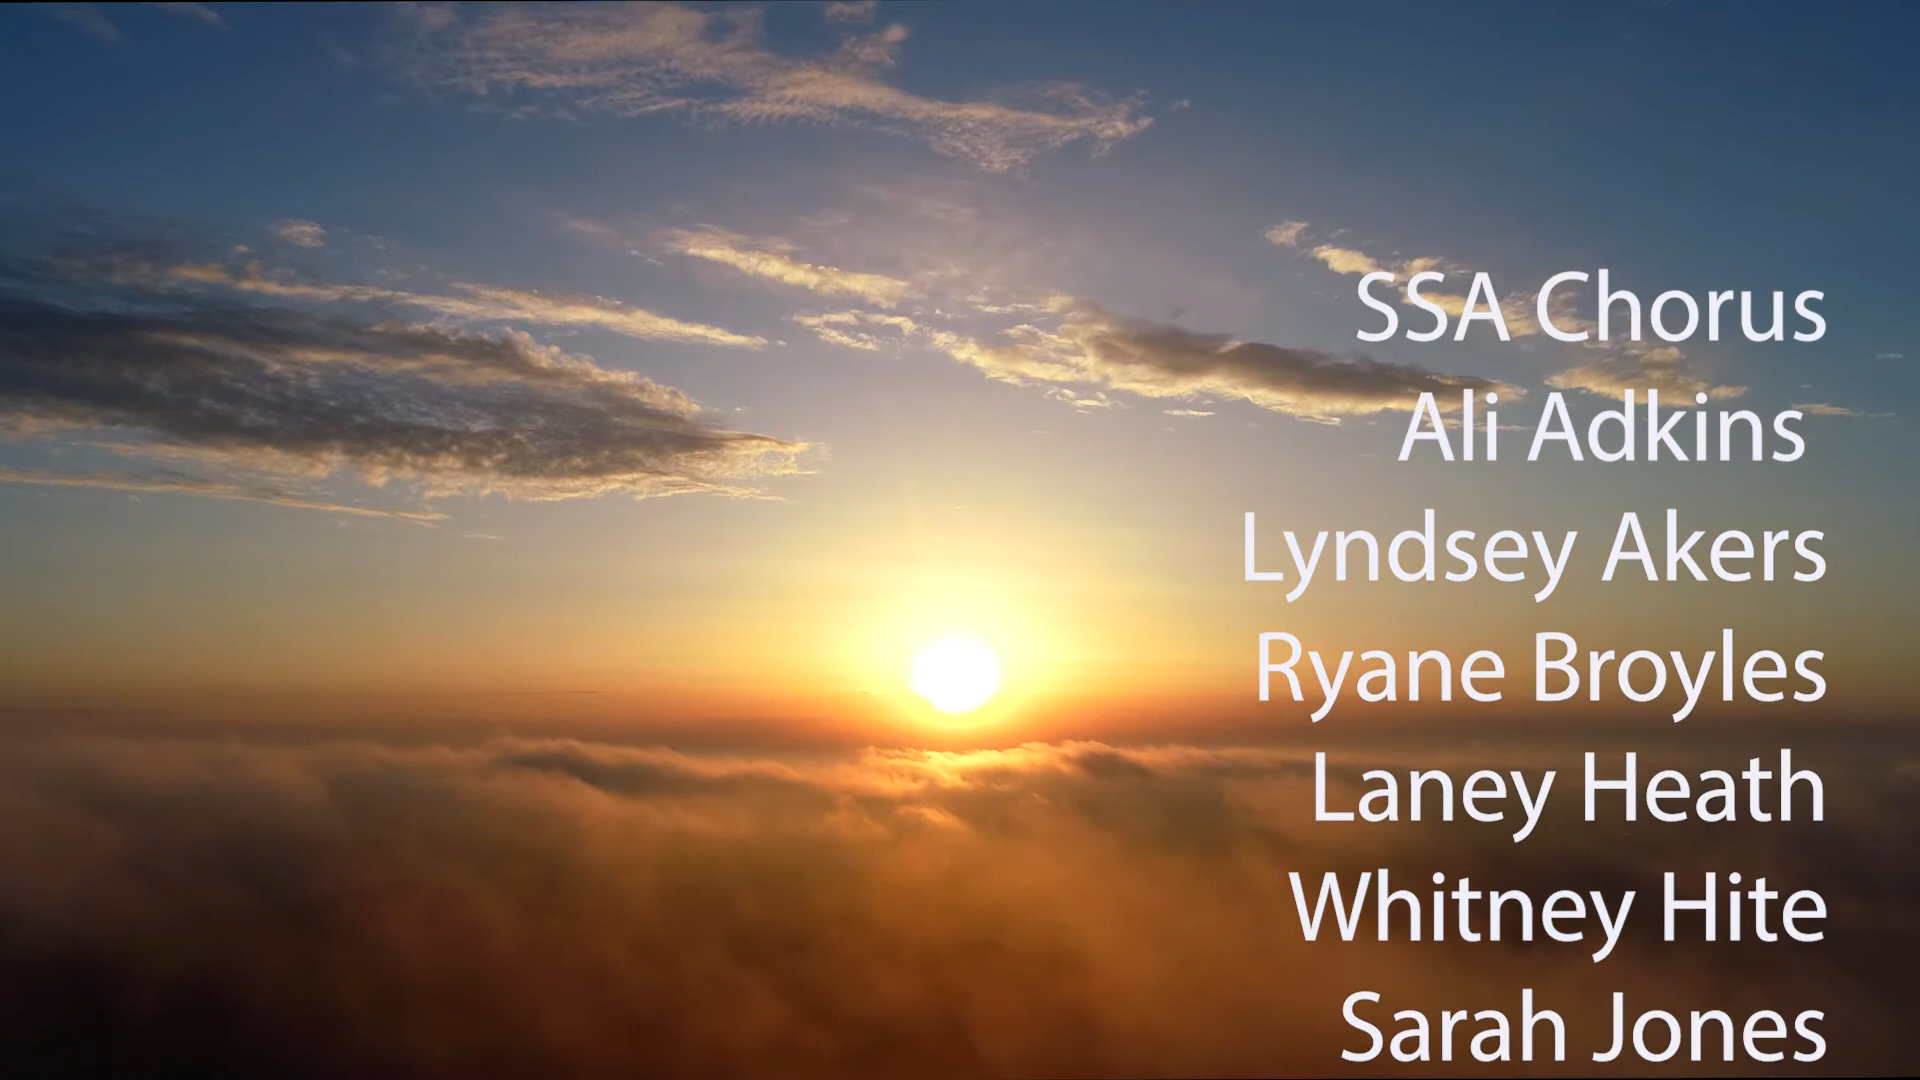 SSA Chorus
Ali Adkins
Lyndsey Akers
Ryane Broyles
Laney Heath
Whitney Hite
Sarah Jones